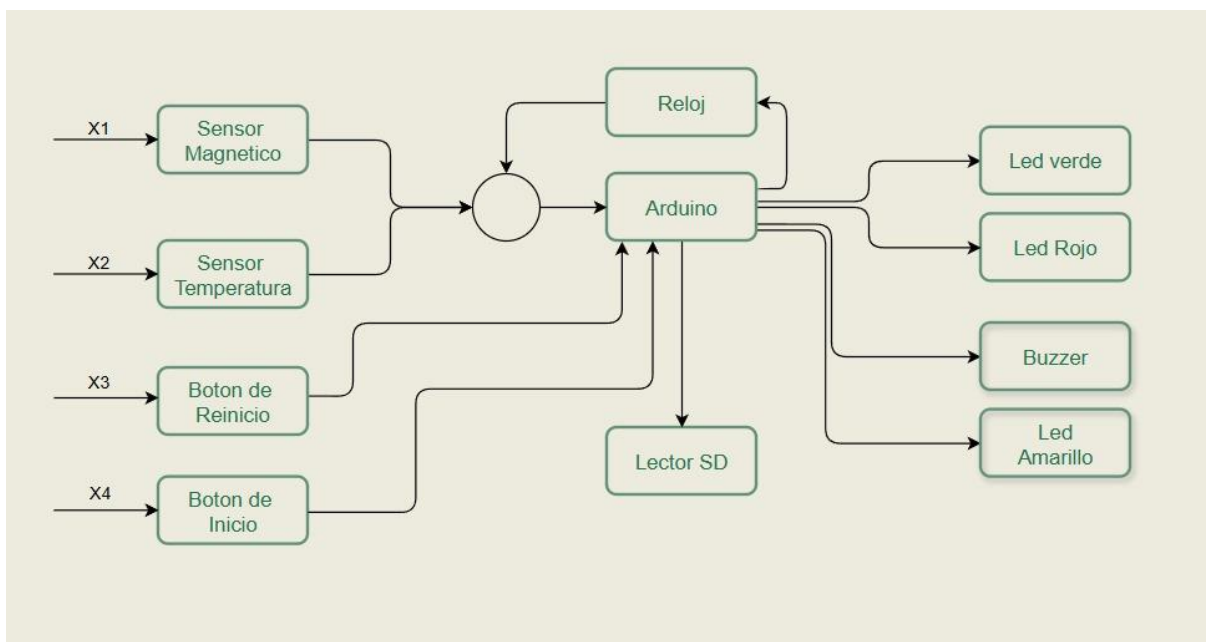 X1
Sensor
Magnetico
X2
Sensor
Temperatura
X3
Boton de
Reinicio
X4
Boton de
Inicio
Reloj
Arduino
Lector SD
Led verde
Led Rojo
Buzzer
Led
Amarillo